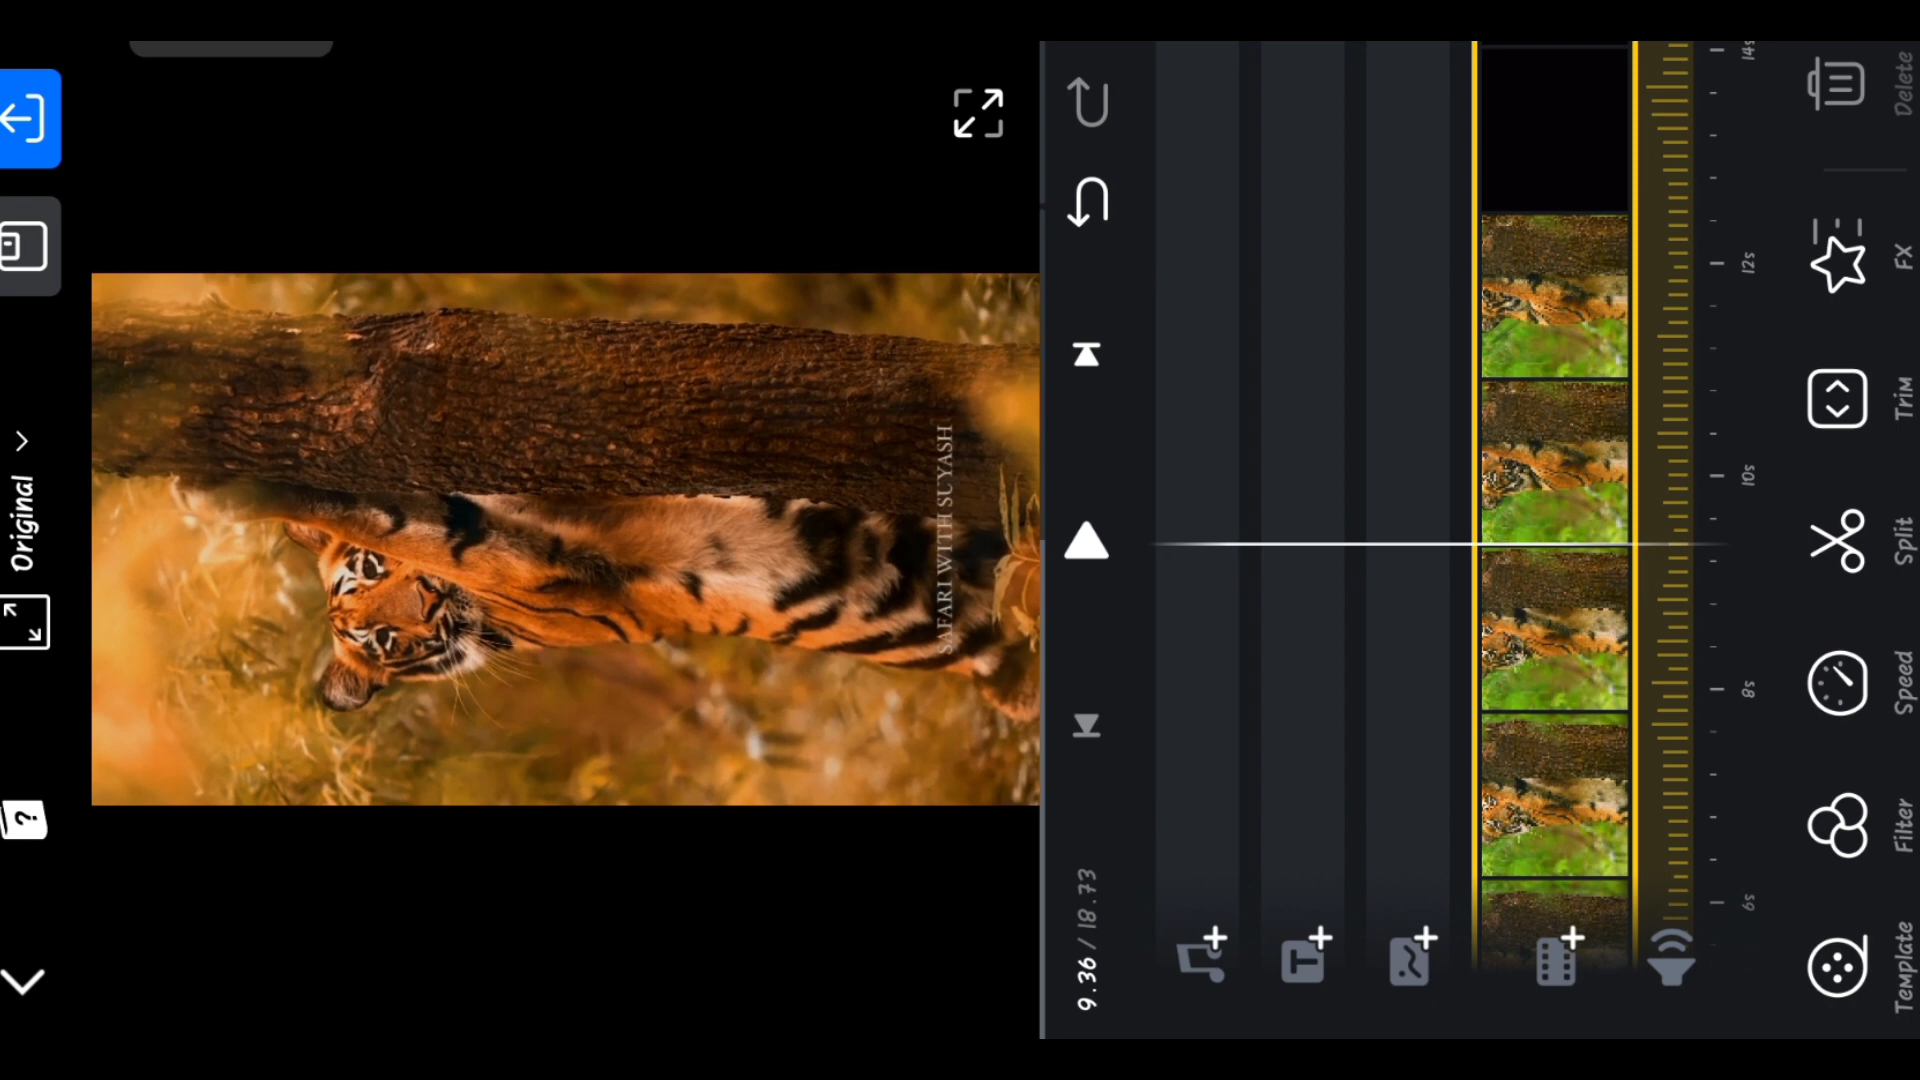 Original
SAFARI WITH SUYASH
9.36 / 18.73
6s
8s
10s
12s
14s
Template
Filter
Speed
Split
Trim
FX
Delete